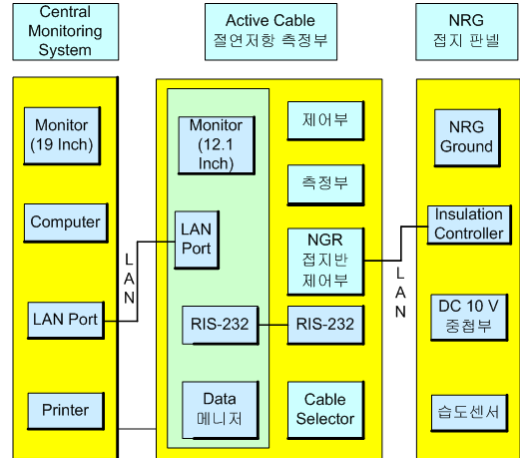 Central
Monitoring
System
Active Cable
절연저항 측정부
NRG
접지 판넬
Monitor
(19 Inch)
Computer
LAN Port
Printer
L
A
N
Monitor
(12.1
Inch)
LAN
Port
RIS-232
Data
메니저
제어부
측정부
NGR
접지반
제어부
RIS-232
Cable
Selector
L
A
N
NRG
Ground
Insulation
Controller
DC 10 V
중첩부
습도센서